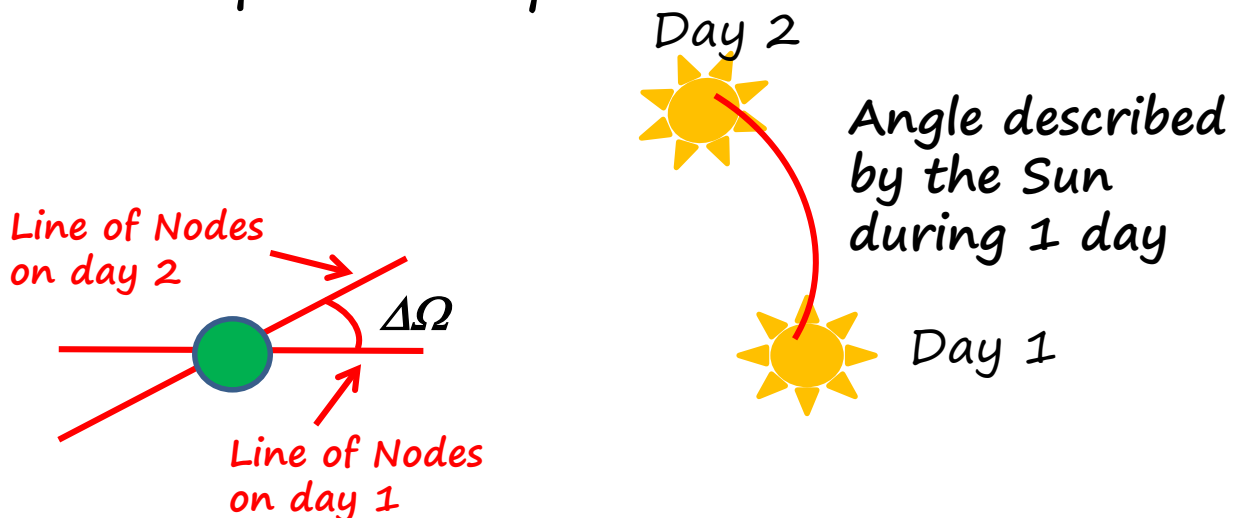 Day 2
Angle described
by the Sun
during 1 day
Line of Nodes
on day 2
ΔΩ
Day 1
Line of Nodes
on day 1